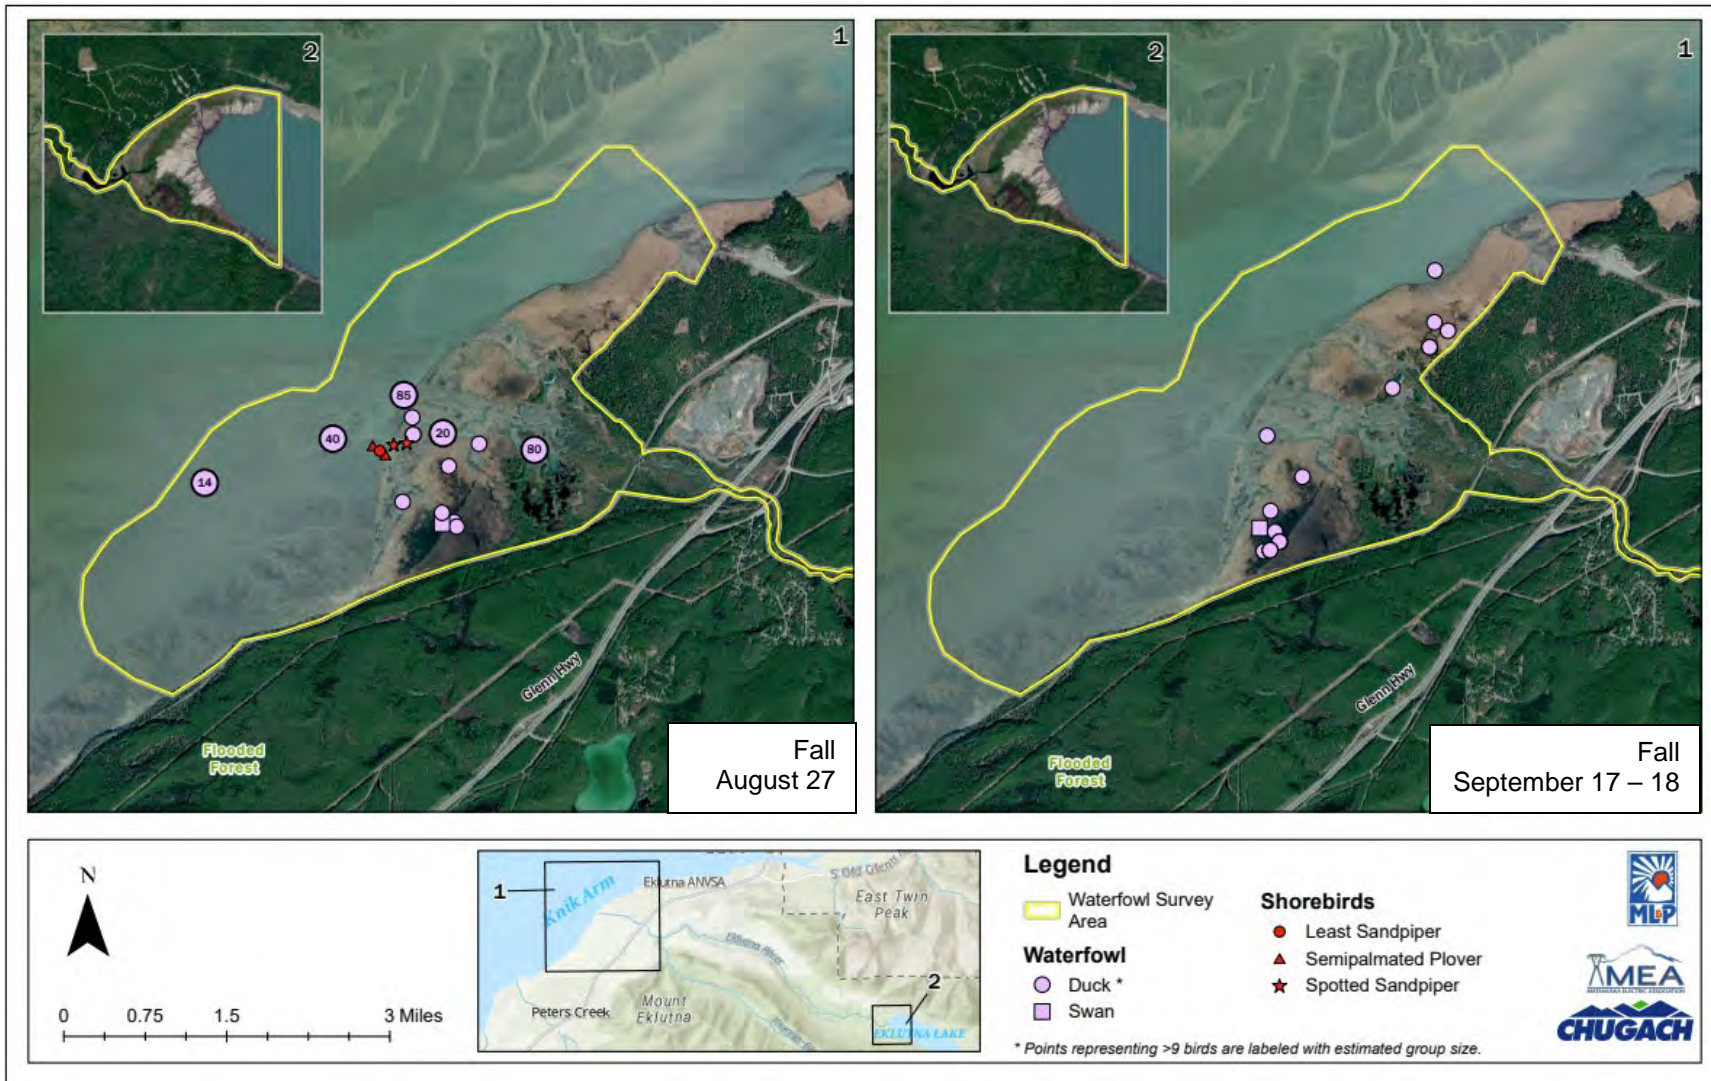 2
1
85
40
20
80
14
Glenn Hwy
Flooded
Forest
Fall
August 27
2
1
Glenn Hwy
Flooded
Forest
Fall
September 17 – 18
N
0 0.75 1.5 3 Miles
1
Knik Arm
Eklutna ANVSA
S Old Glenn
East Twin
Peak
Eklutna River
2
Peters Creek
Mount
Eklutna
EKLUTNA LAKE
Legend
Waterfowl Survey
Area
Waterfowl
Duck *
Swan
Shorebirds
Least Sandpiper
Semipalmated Plover
Spotted Sandpiper
* Points representing >9 birds are labeled with estimated group size.
ML&P
MEA
CHUGACH